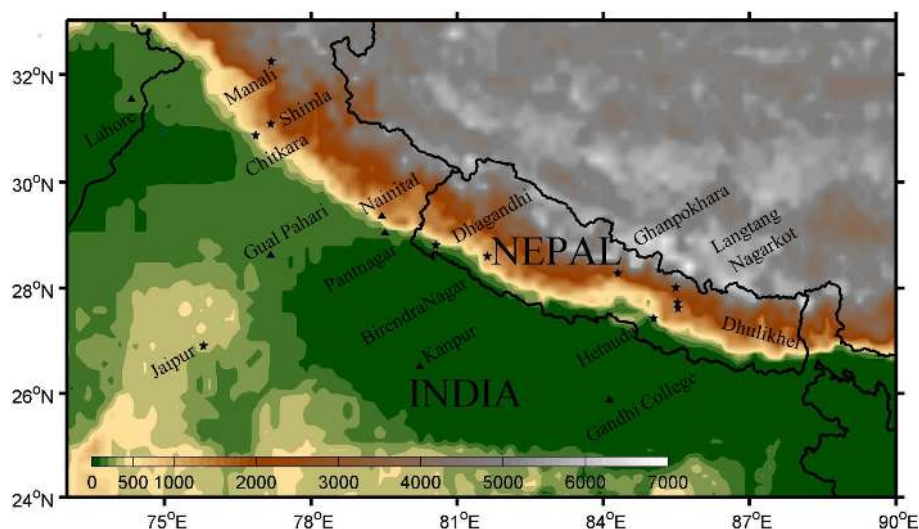 32°N
30°N
28°N
26°N
24°N
Manali
Shimla
Lahore
Chitkara
Nainital
Gual Pahari
Dhagandhi
Ghanpokhara
Langtang
Nagarkot
NEPAL
Pantnagar
BirendraNagar
Dhulikhel
Hetauda
Jaipur
Kanpur
INDIA
Gandhi College
0 500 1000 2000 3000 4000 5000 6000 7000
75°E 78°E 81°E 84°E 87°E 90°E